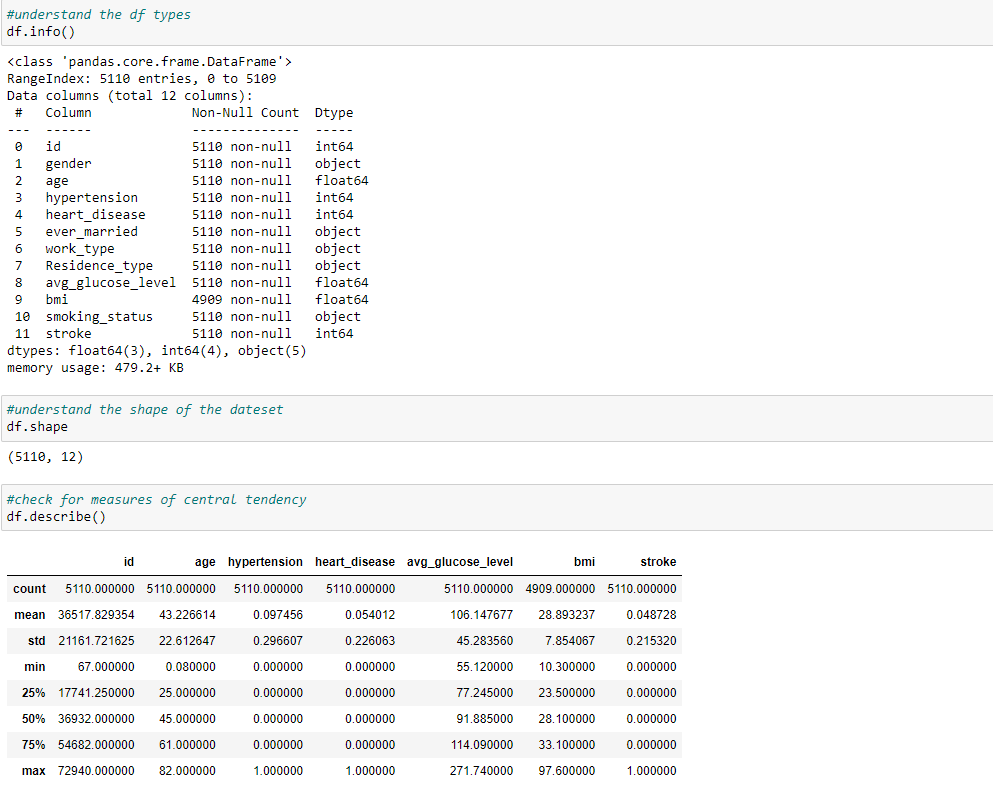 #understand the df types
df.info()
<class 'pandas.core.frame.DataFrame'>
RangeIndex: 5110 entries, 0 to 5109
Data columns (total 12 columns):
 #   Column             Non-Null Count  Dtype
---  ------             --------------  -----
 0   id                 5110 non-null   int64
 1   gender             5110 non-null   object
 2   age                5110 non-null   float64
 3   hypertension       5110 non-null   int64
 4   heart_disease      5110 non-null   int64
 5   ever_married       5110 non-null   object
 6   work_type          5110 non-null   object
 7   Residence_type     5110 non-null   object
 8   avg_glucose_level  5110 non-null   float64
 9   bmi                4909 non-null   float64
 10  smoking_status     5110 non-null   object
 11  stroke             5110 non-null   int64
dtypes: float64(3), int64(4), object(5)
memory usage: 479.2+ KB
#understand the shape of the dateset
df.shape
(5110, 12)
#check for measures of central tendency
df.describe()
id age hypertension heart_disease avg_glucose_level bmi stroke
count 5110.000000 5110.000000 5110.000000 5110.000000 5110.000000 4909.000000 5110.000000
mean 36517.829354 43.226614 0.097456 0.054012 106.147677 28.893237 0.048728
std 21161.721625 22.612647 0.296607 0.226063 45.283560 7.854067 0.215320
min 67.000000 0.080000 0.000000 0.000000 55.120000 10.300000 0.000000
25% 17741.250000 25.000000 0.000000 0.000000 77.245000 23.500000 0.000000
50% 36932.000000 45.000000 0.000000 0.000000 91.885000 28.100000 0.000000
75% 54682.000000 61.000000 0.000000 0.000000 114.090000 33.100000 0.000000
max 72940.000000 82.000000 1.000000 1.000000 271.740000 97.600000 1.000000